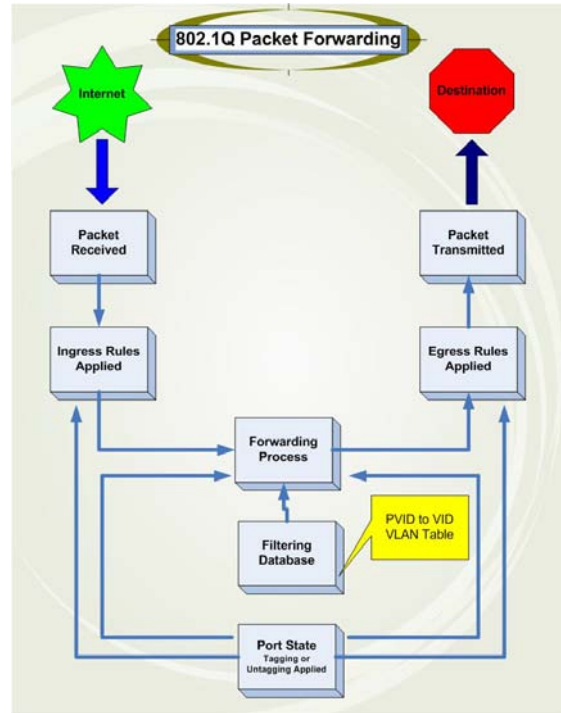 802.1Q Packet Forwarding
Internet
Destination
Packet
Received
Packet
Transmitted
Ingress Rules
Applied
Egress Rules
Applied
Forwarding
Process
PVID to VID
VLAN Table
Filtering
Database
Port State
Tagging or
Untagging Applied